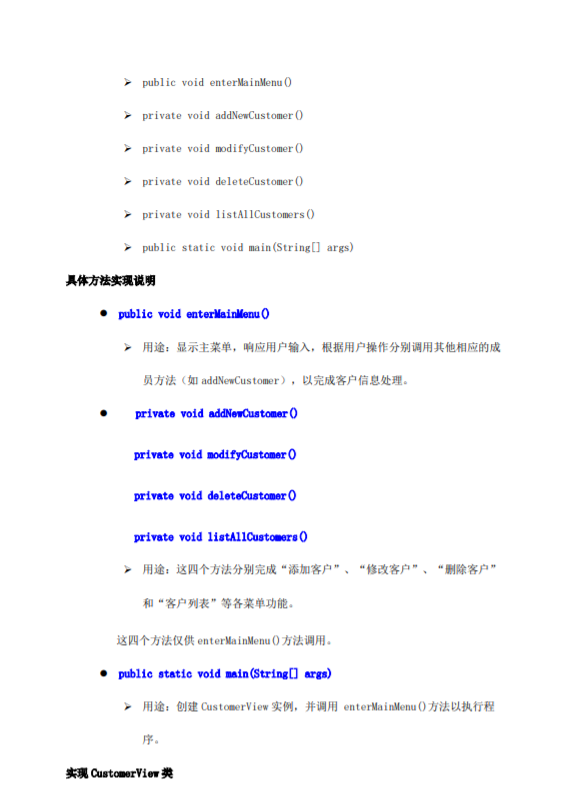 ➢ public void enterMainMenu()
➢ private void addNewCustomer()
➢ private void modifyCustomer()
➢ private void deleteCustomer()
➢ private void listAllCustomers()
➢ public static void main(String[] args)
具体方法实现说明
● public void enterMainMenu()
➢ 用途：显示主菜单，响应用户输入，根据用户操作分别调用其他相应的成
员方法（如 addNewCustomer），以完成客户信息处理。
● private void addNewCustomer()
private void modifyCustomer()
private void deleteCustomer()
private void listAllCustomers()
➢ 用途：这四个方法分别完成“添加客户”、“修改客户”、“删除客户”
和“客户列表”等各菜单功能。
这四个方法仅供 enterMainMenu()方法调用。
● public static void main(String[] args)
➢ 用途：创建 CustomerView 实例，并调用 enterMainMenu()方法以执行程
序。
实现 CustomerView 类